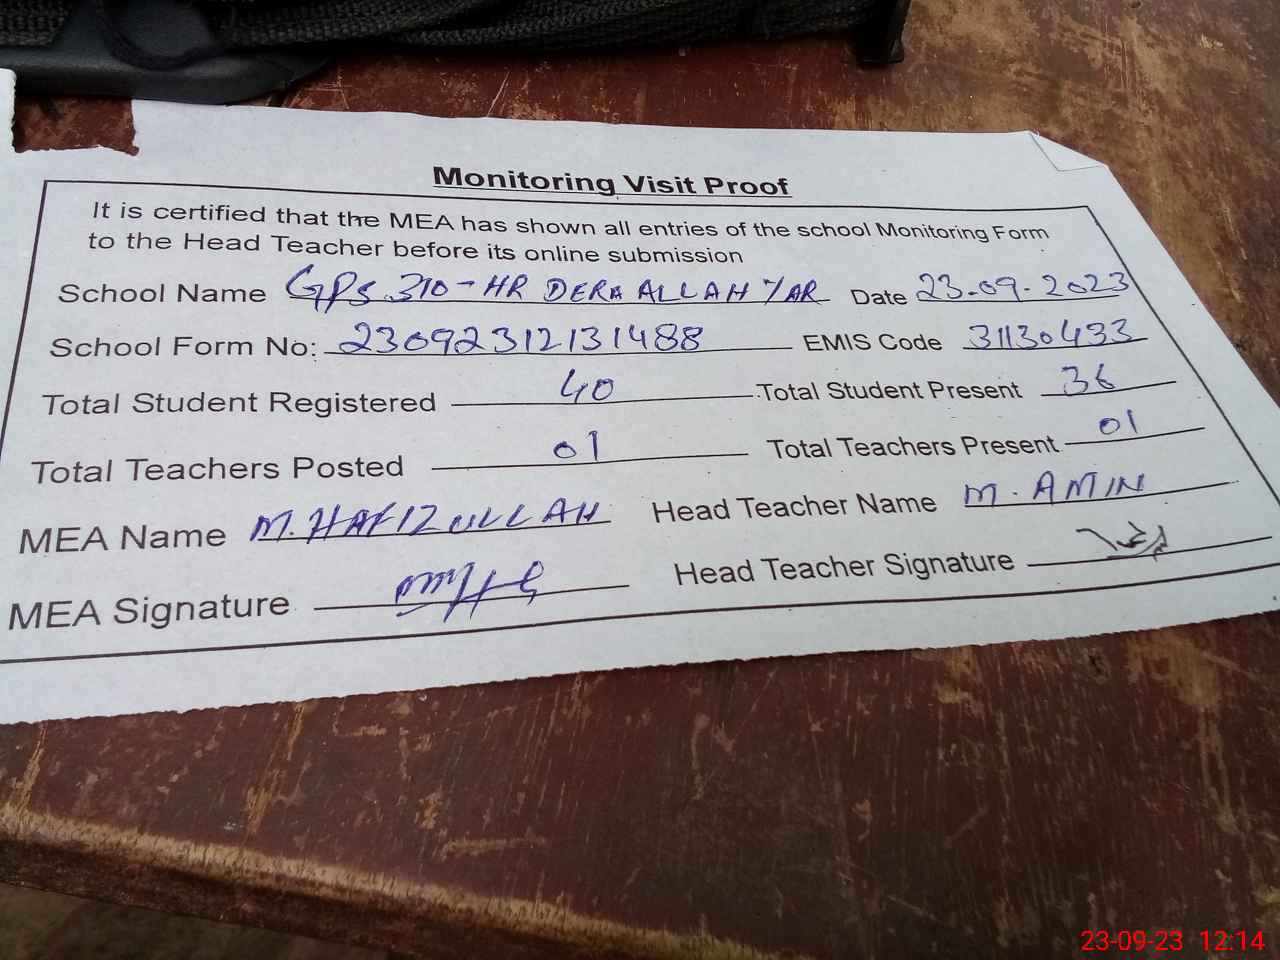 Monitoring Visit Proof
It is certified that the MEA has shown all entries of the school Monitoring Form
to the Head Teacher before its online submission
School Name GPS 310-HR DERA ALLAH YAR Date 23-09-2023
School Form No: 23092312131488 EMIS Code 31130433
Total Student Registered 40 Total Student Present 36
Total Teachers Posted 01 Total Teachers Present 01
MEA Name M. HAFIZULLAH Head Teacher Name M. AMIN
MEA Signature Head Teacher Signature
23-09-23 12:14